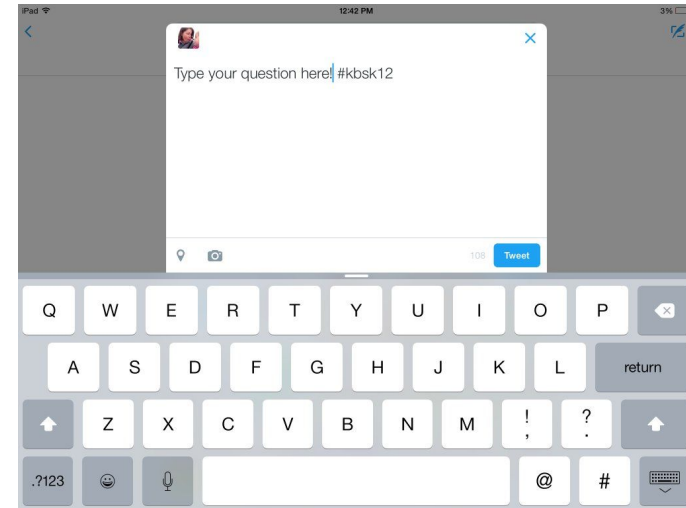 iPad 12:42 PM 3%
Type your question here! #kbsk12
108 Tweet
Q W E R T Y U I O P
A S D F G H J K L return
Z X C V B N M ! , ? .
.?123 @ #